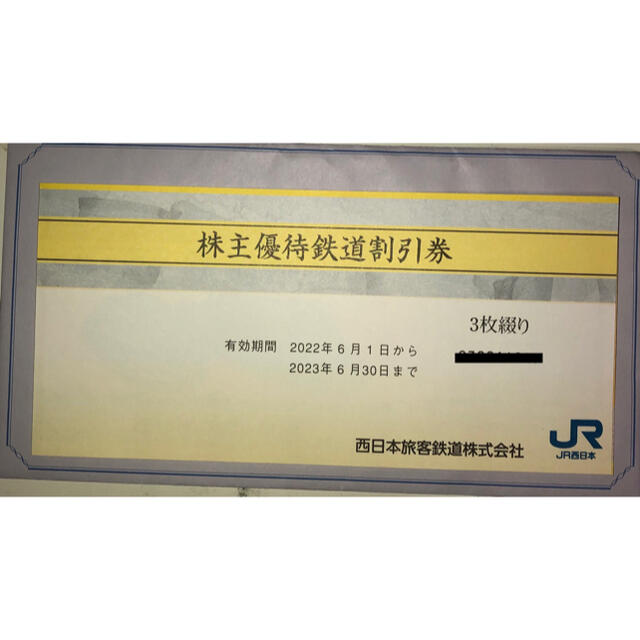 株主優待鉄道割引券
3枚綴り
有効期間 2022年6月1日から
2023年6月30日まで
西日本旅客鉄道株式会社
JR
JR西日本